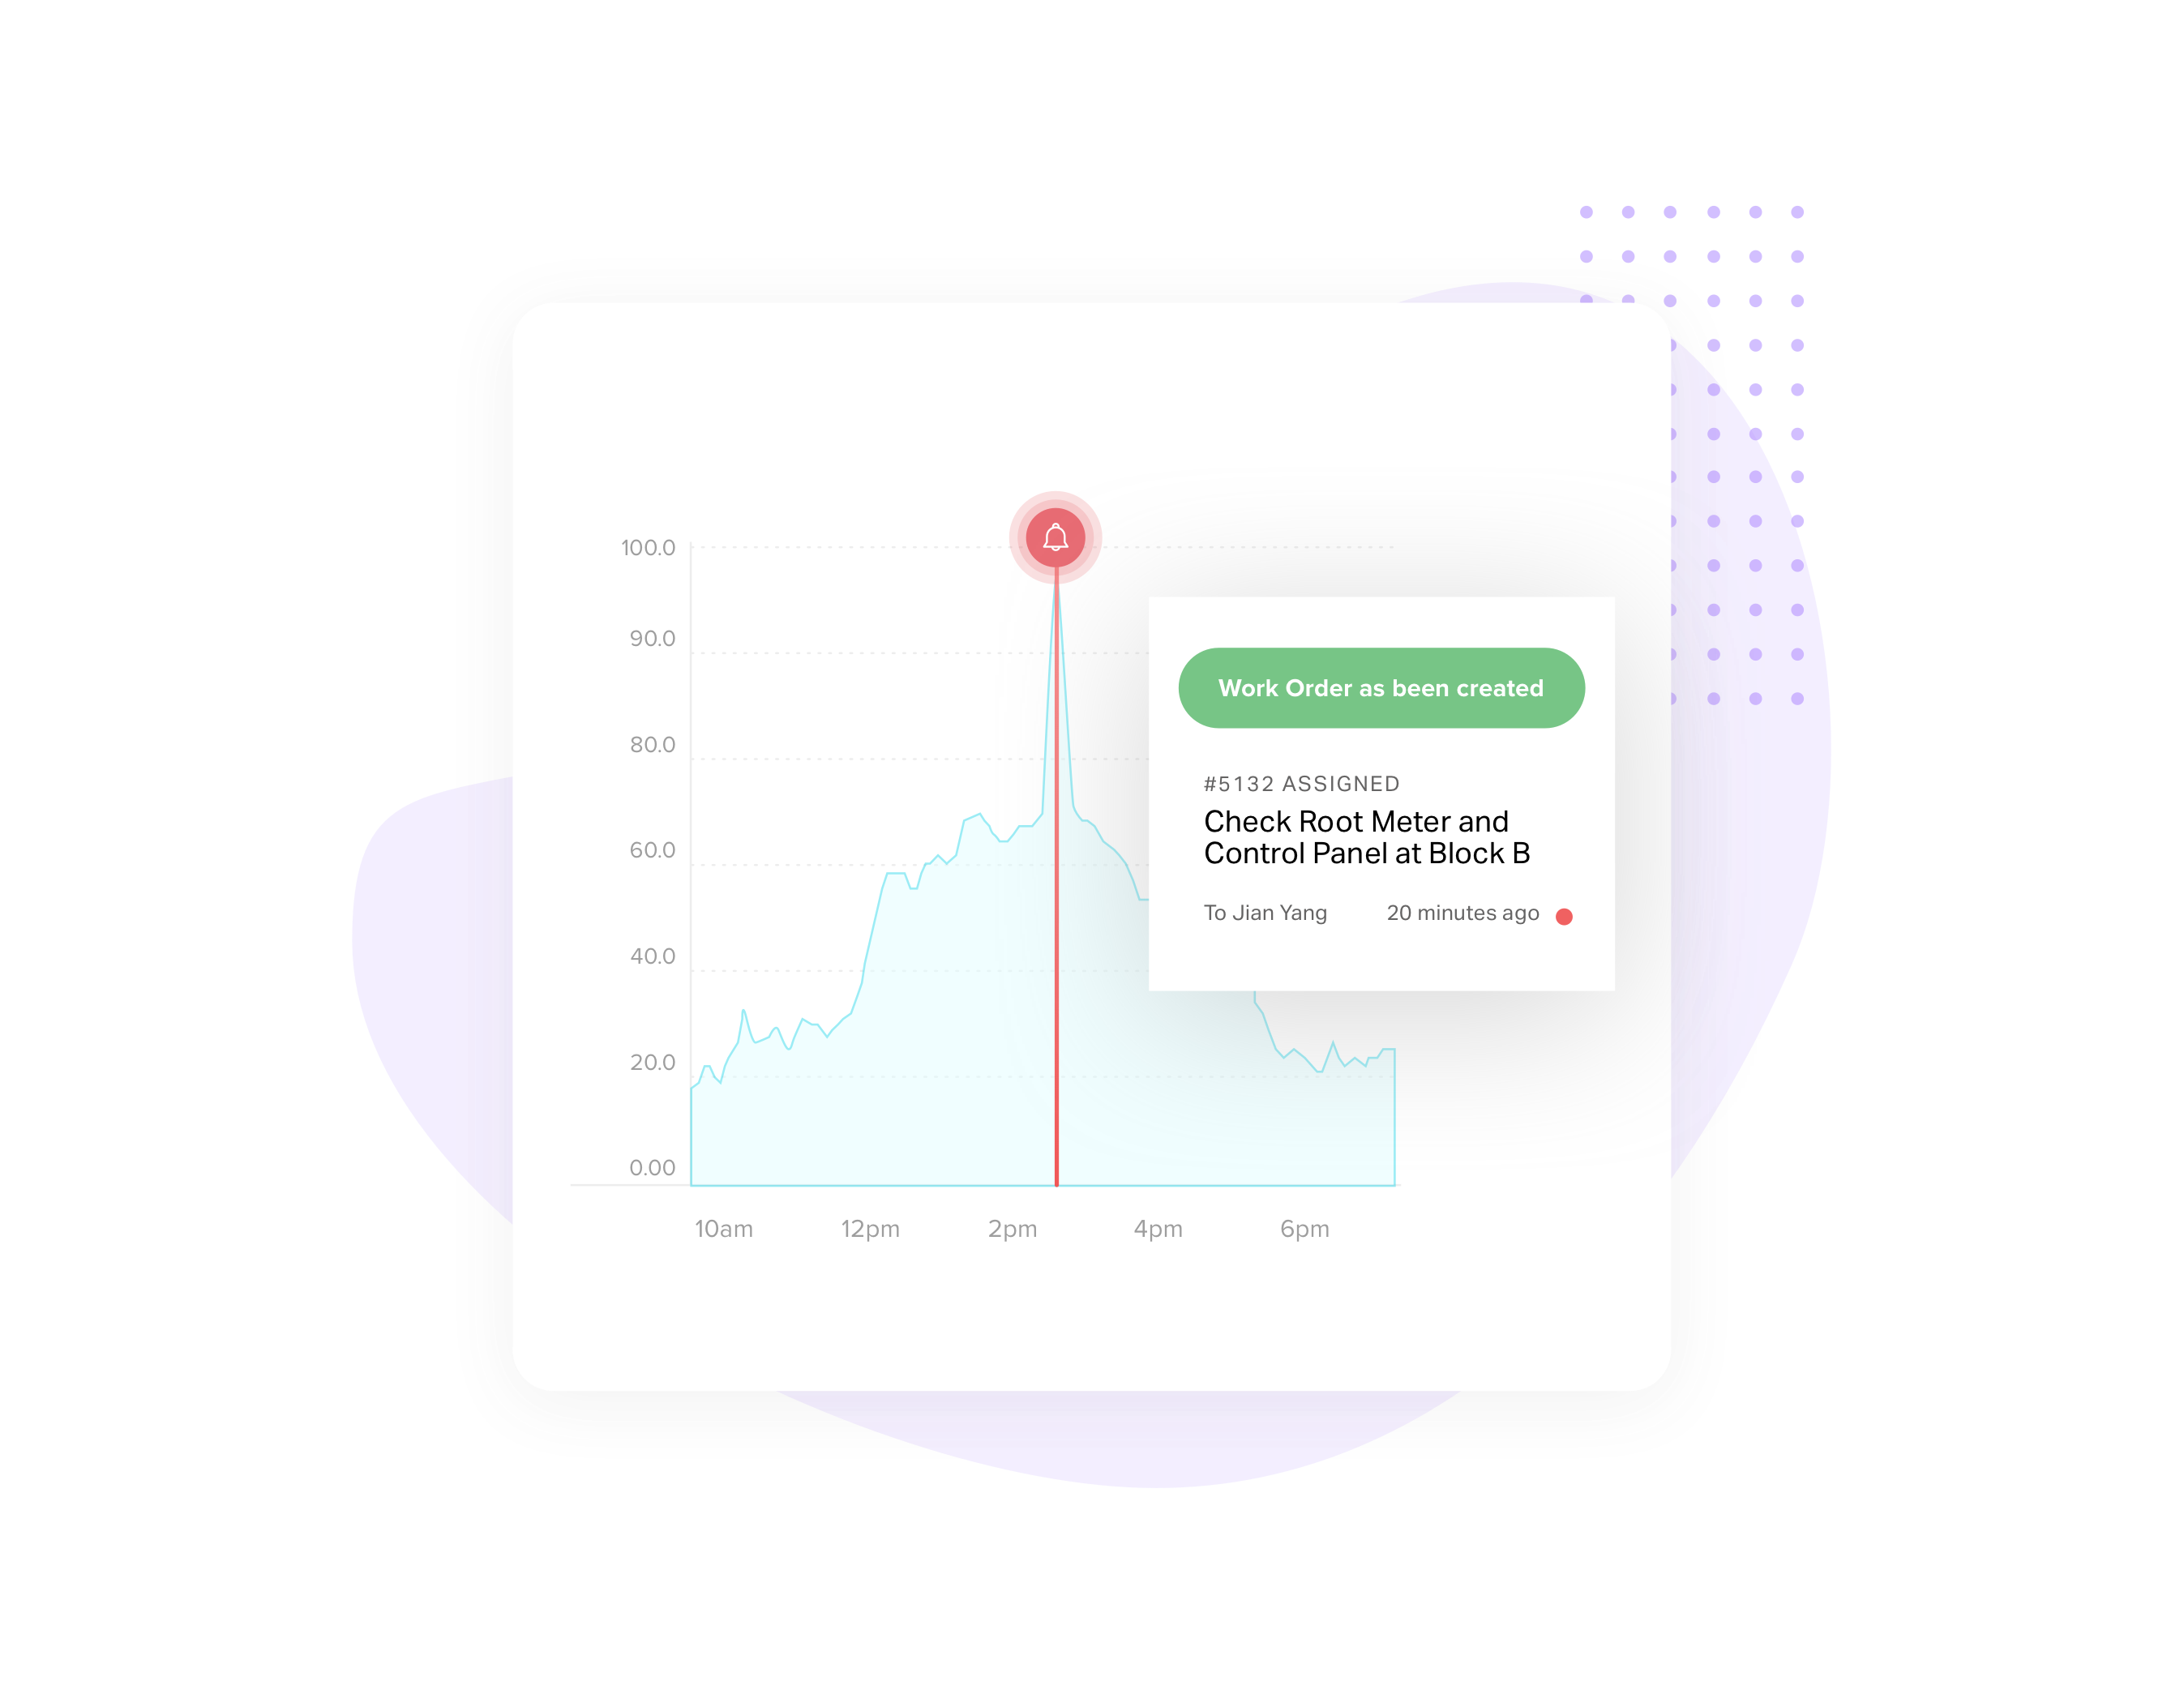 100.0
90.0
80.0
60.0
40.0
20.0
0.00
10am 12pm 2pm 4pm 6pm
Work Order as been created
#5132 ASSIGNED
Check Root Meter and
Control Panel at Block B
To Jian Yang 20 minutes ago